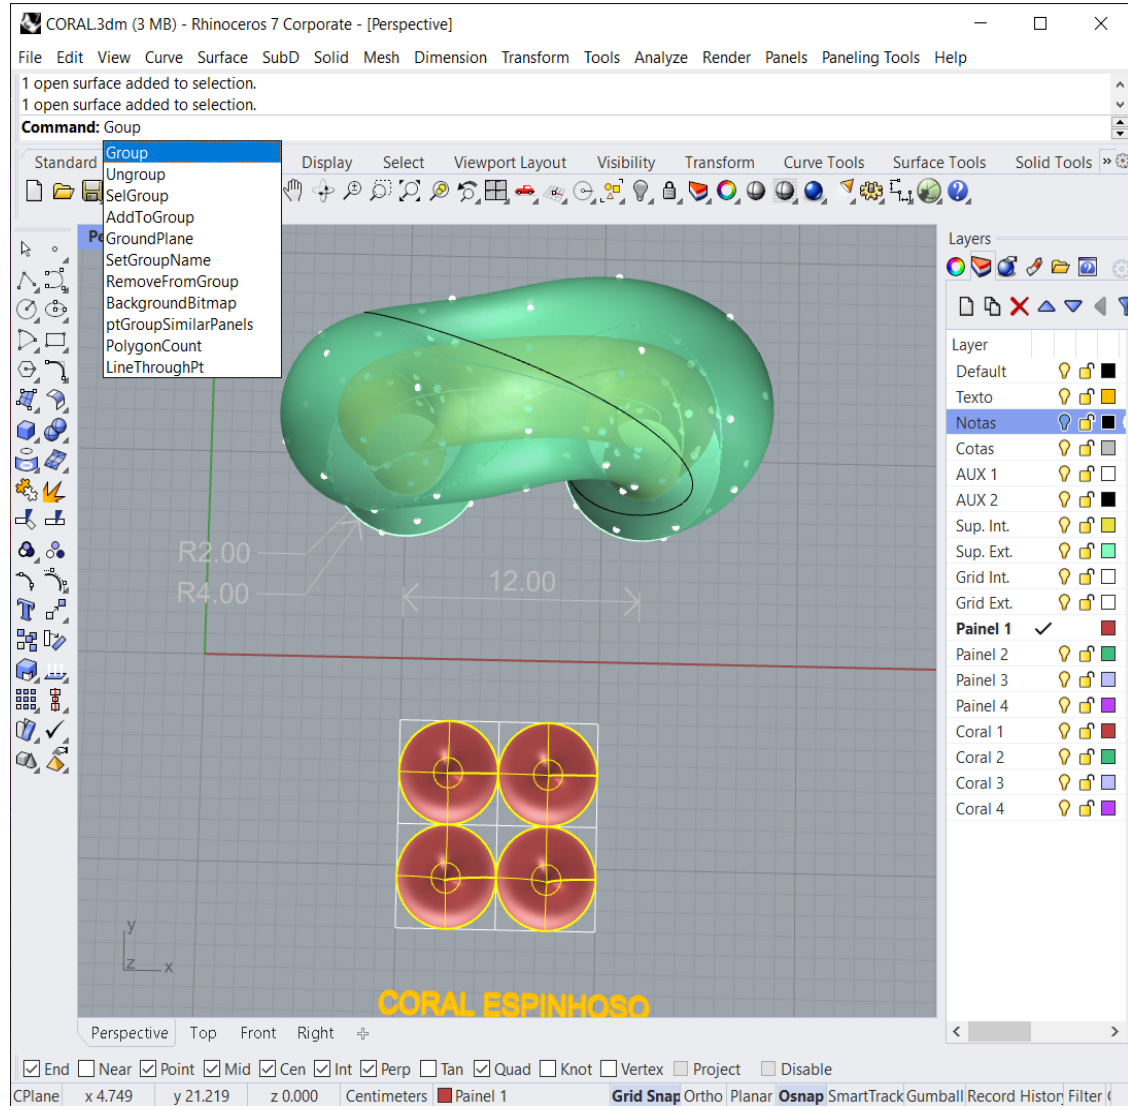 CORAL.3dm (3 MB) - Rhinoceros 7 Corporate - [Perspective]
File Edit View Curve Surface SubD Solid Mesh Dimension Transform Tools Analyze Render Panels Paneling Tools Help
1 open surface added to selection.
1 open surface added to selection.
Command: Goup
Standard Display Select Viewport Layout Visibility Transform Curve Tools Surface Tools Solid Tools »
Group
Ungroup
SelGroup
AddToGroup
GroundPlane
SetGroupName
RemoveFromGroup
BackgroundBitmap
ptGroupSimilarPanels
PolygonCount
LineThroughPt
Pe
R2.00
R4.00
12.00
y
z x
CORAL ESPINHOSO
Layers
Layer
Default
Texto
Notas
Cotas
AUX 1
AUX 2
Sup. Int.
Sup. Ext.
Grid Int.
Grid Ext.
Painel 1
Painel 2
Painel 3
Painel 4
Coral 1
Coral 2
Coral 3
Coral 4
Perspective Top Front Right
End Near Point Mid Cen Int Perp Tan Quad Knot Vertex Project Disable
CPlane x 4.749 y 21.219 z 0.000 Centimeters Painel 1 Grid Snap Ortho Planar Osnap SmartTrack Gumball Record History Filter